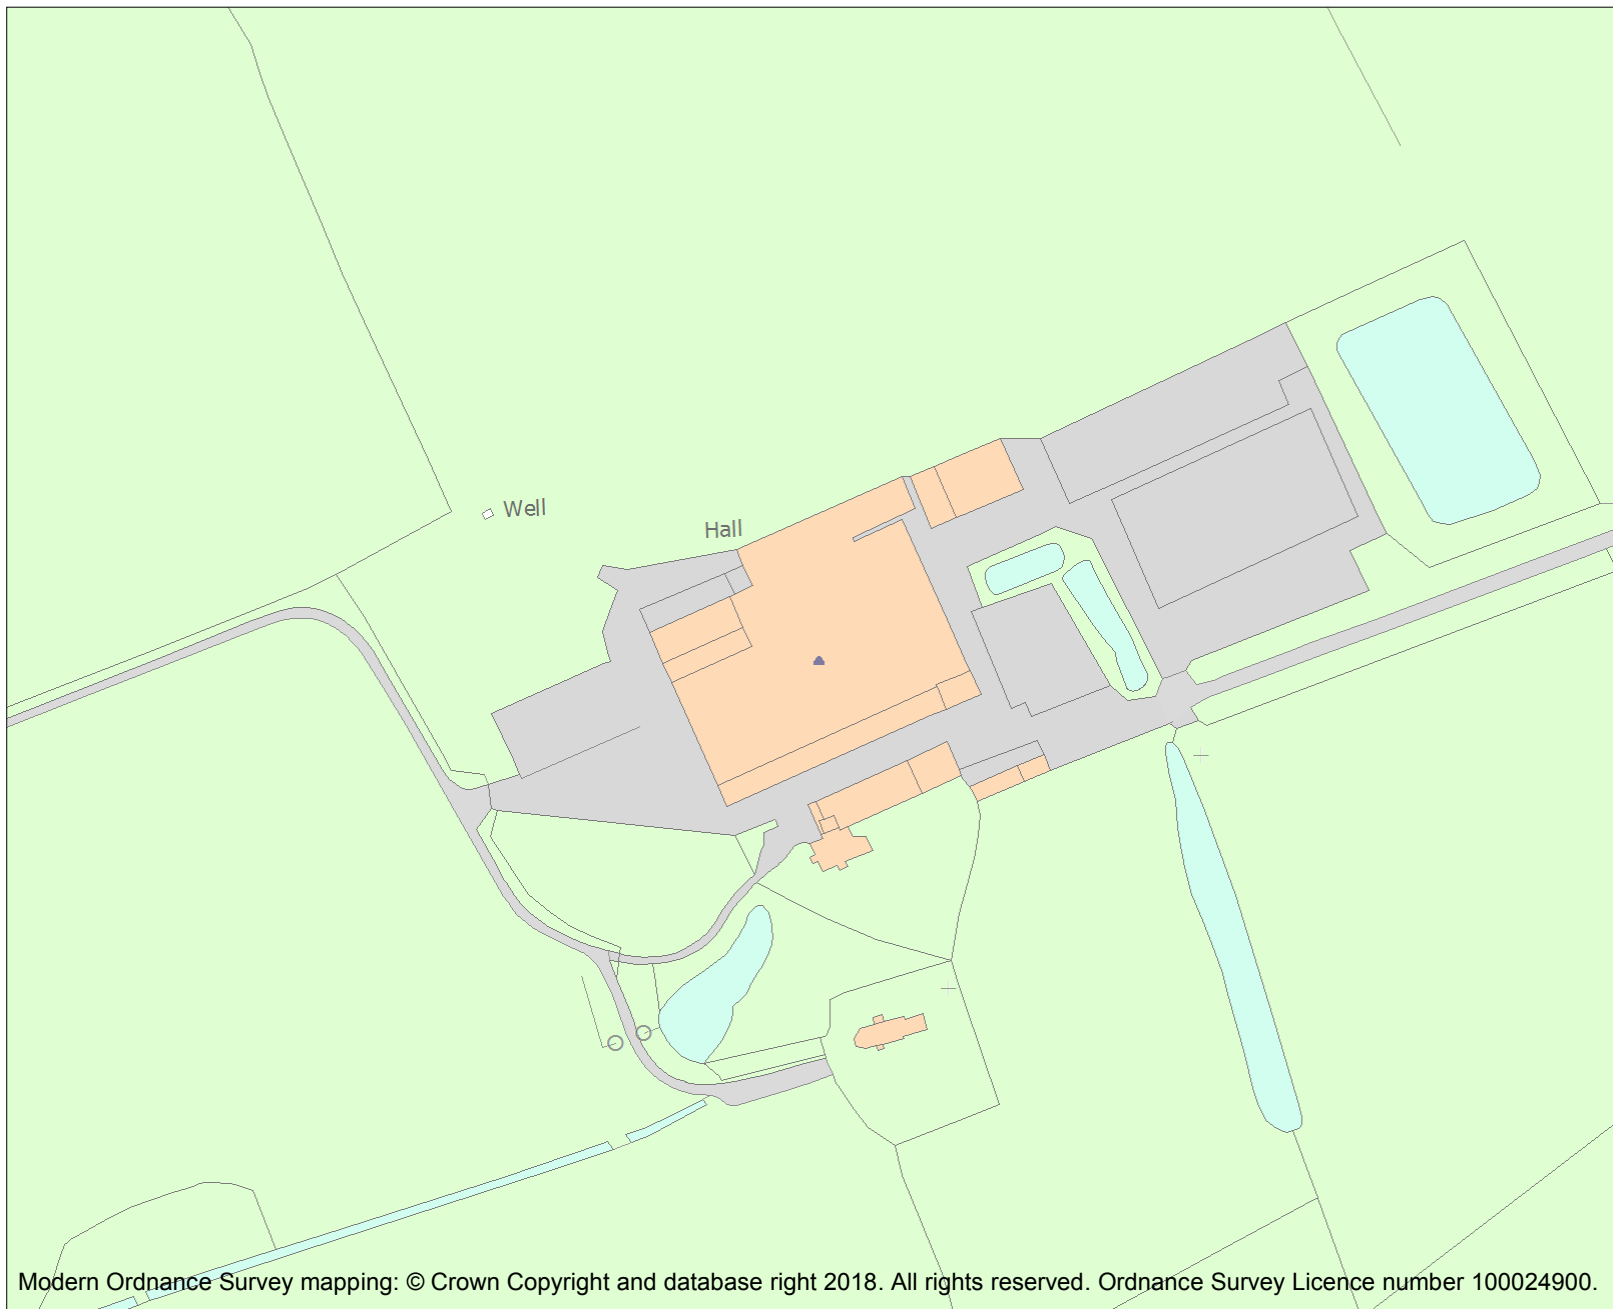 Well
Hall
Modern Ordnance Survey mapping: © Crown Copyright and database right 2018. All rights reserved. Ordnance Survey Licence number 100024900.